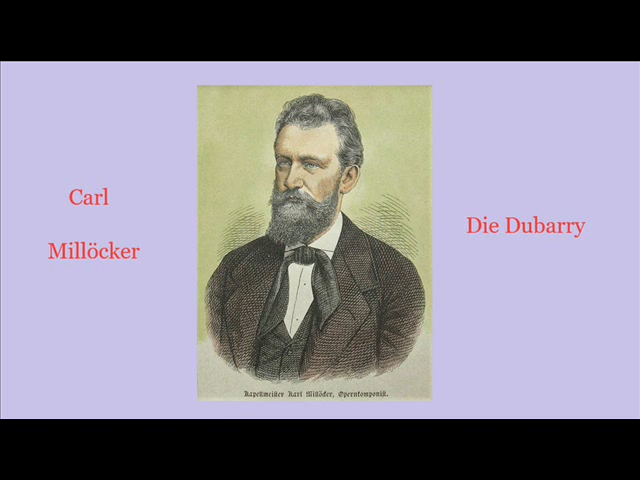 Carl
Millöcker
Die Dubarry
Kapellmeister Karl Millöcker, Opernkomponist.